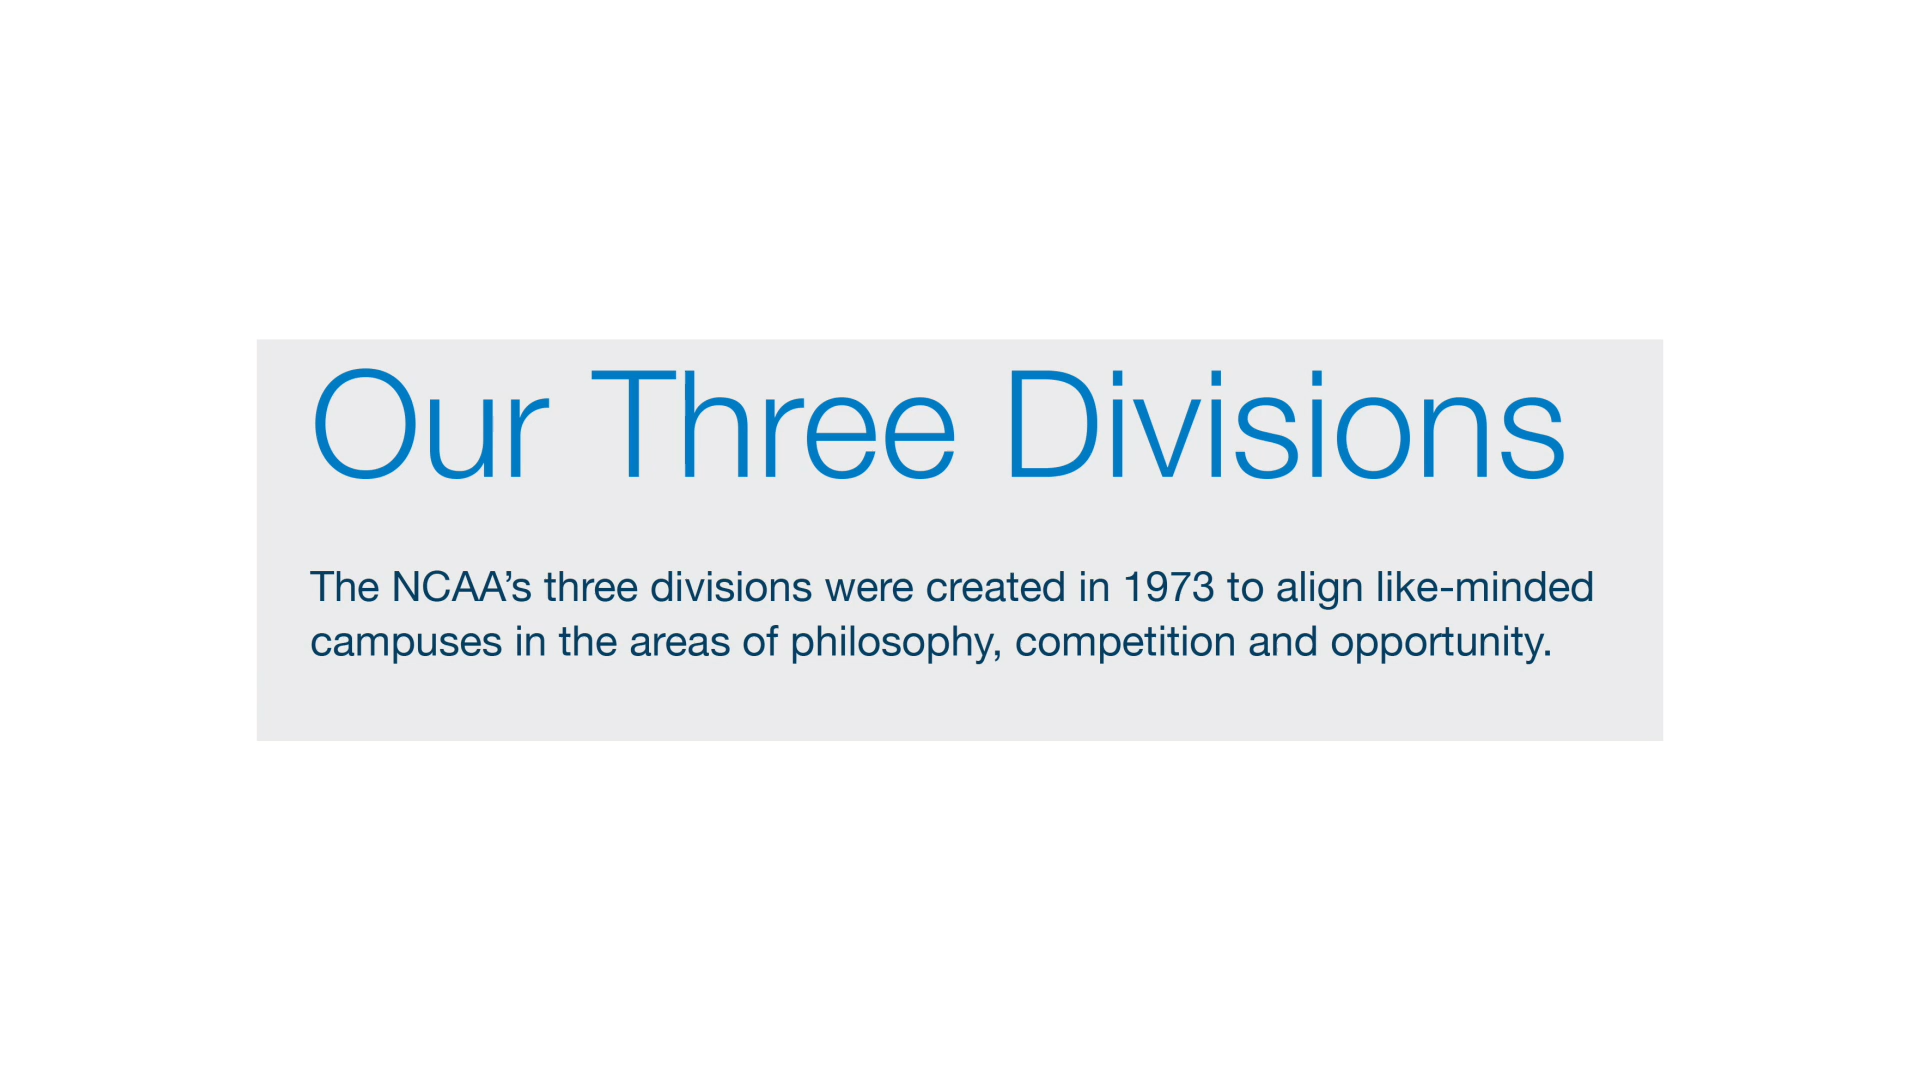 Our Three Divisions
The NCAA’s three divisions were created in 1973 to align like-minded
campuses in the areas of philosophy, competition and opportunity.